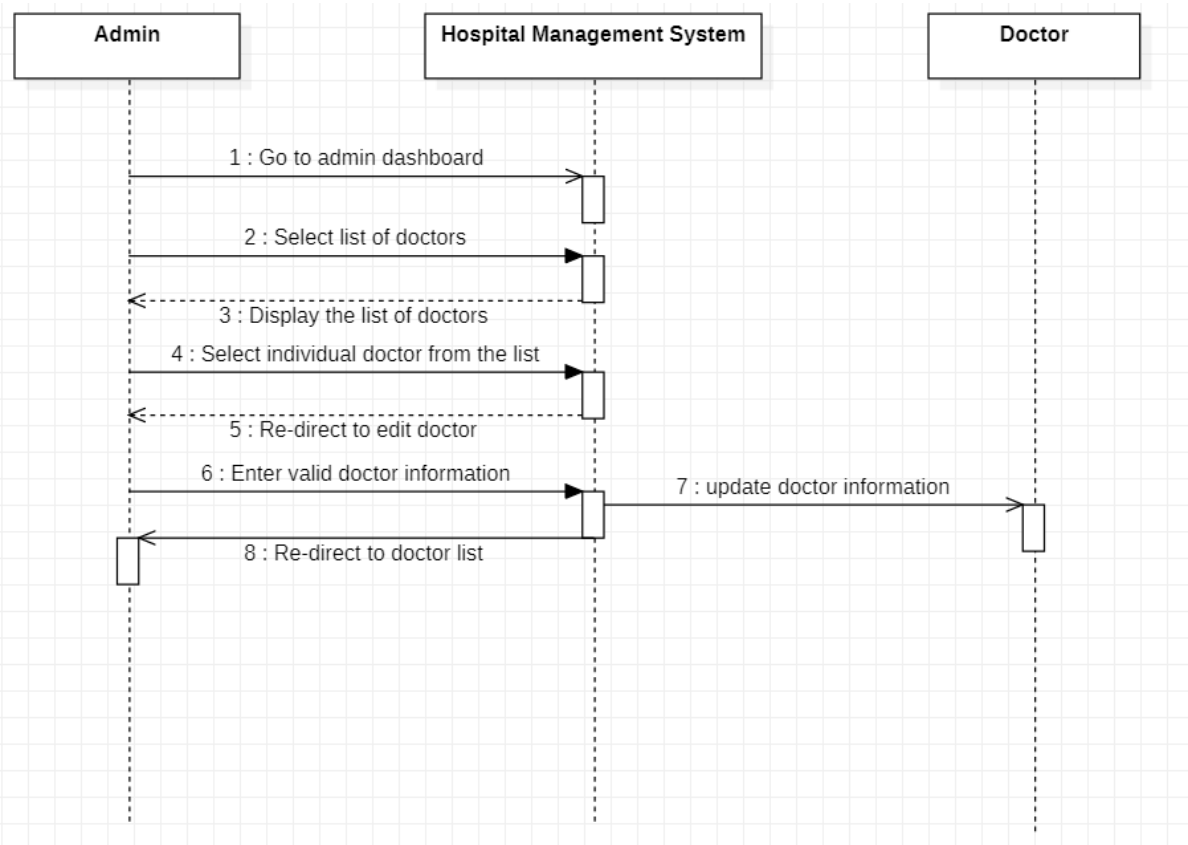 Admin
Hospital Management System
Doctor
1 : Go to admin dashboard
2 : Select list of doctors
3 : Display the list of doctors
4 : Select individual doctor from the list
5 : Re-direct to edit doctor
6 : Enter valid doctor information
7 : update doctor information
8 : Re-direct to doctor list